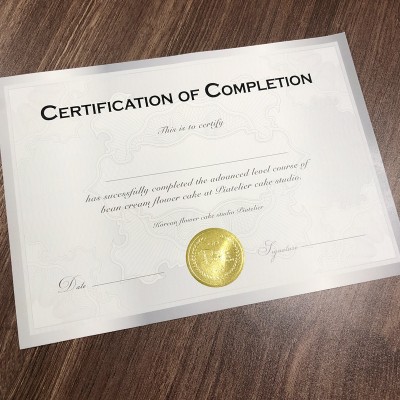 CERTIFICATION OF COMPLETION
This is to certify
has sucessfully completed the advanced level course of
bean cream flower cake at Piatelier cake studio.
Korean flower cake studio Piatelier
Date
Signature